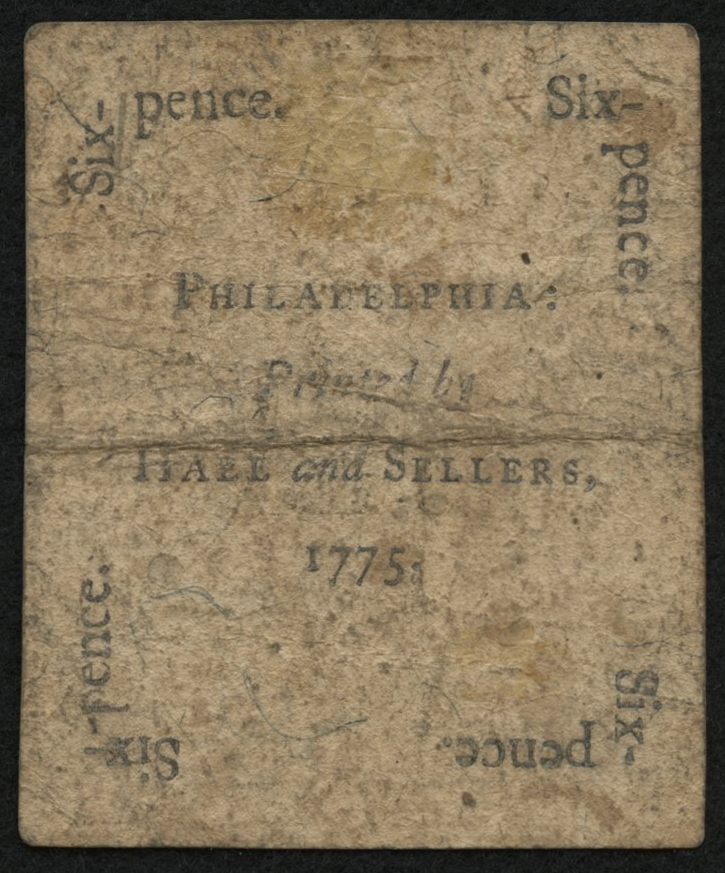 Six-pence.
Six-pence.
PHILADELPHIA:
Printed by
HALL and SELLERS,
1775.
Six-pence.
Six-pence.